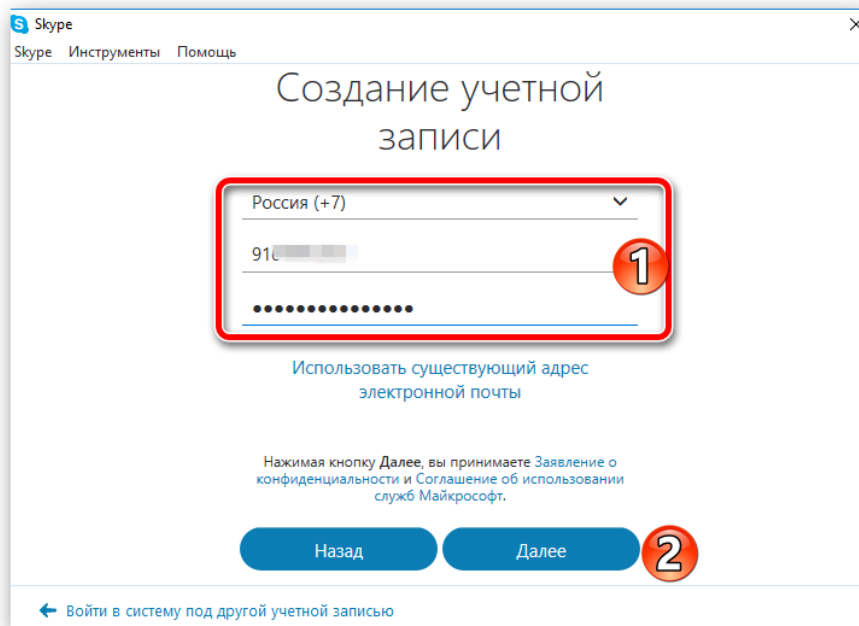 Skype
Skype Инструменты Помощь
Создание учетной
записи
Россия (+7)
1
•••••••••••••••
Использовать существующий адрес
электронной почты
Нажимая кнопку Далее, вы принимаете Заявление о
конфиденциальности и Соглашение об использовании
служб Майкрософт.
Назад Далее 2
Войти в систему под другой учетной записью